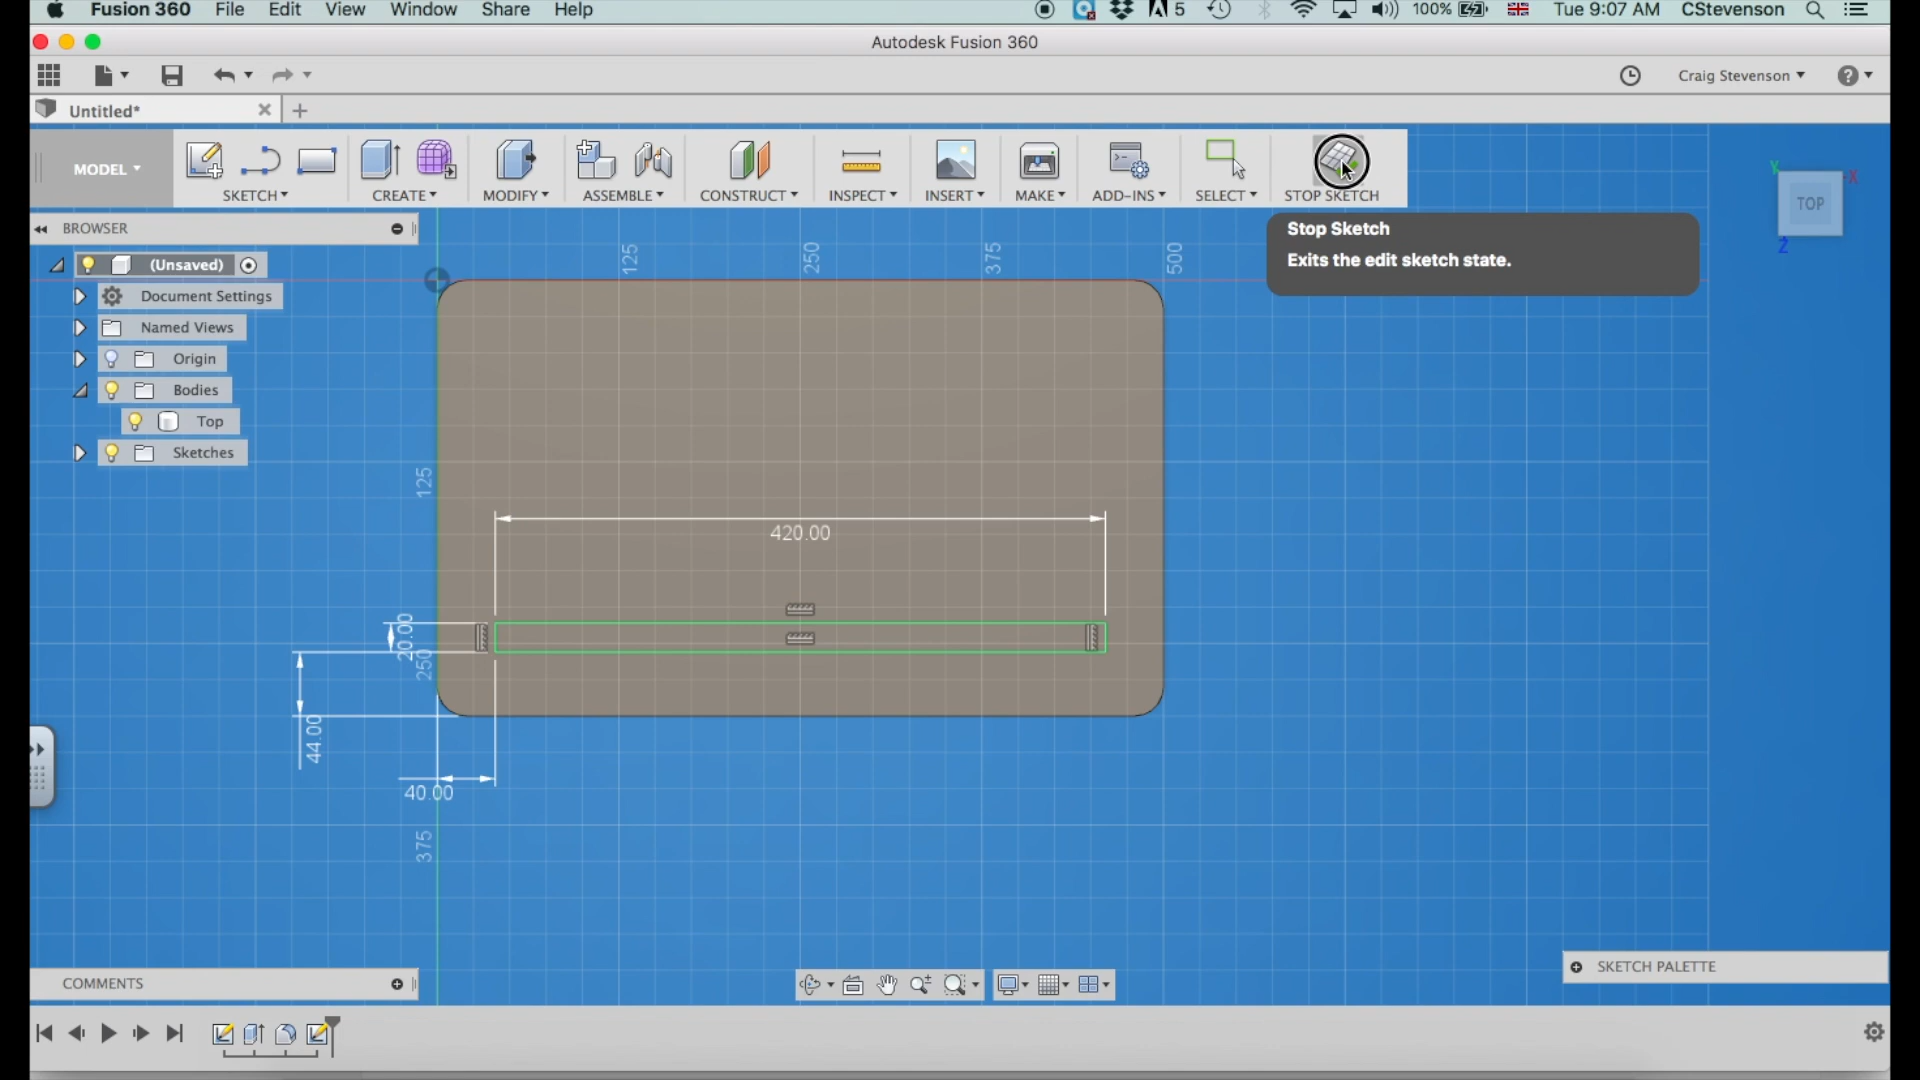 Fusion 360 File Edit View Window Share Help 5 100% Tue 9:07 AM CStevenson
Autodesk Fusion 360
Craig Stevenson
Untitled*
MODEL SKETCH CREATE MODIFY ASSEMBLE CONSTRUCT INSPECT INSERT MAKE ADD-INS SELECT STOP SKETCH
Stop Sketch
Exits the edit sketch state.
Y X
TOP
Z
BROWSER
(Unsaved)
Document Settings
Named Views
Origin
Bodies
Top
Sketches
125 250 375 500
125
420.00
20.00
250
44.00
40.00
375
COMMENTS
SKETCH PALETTE